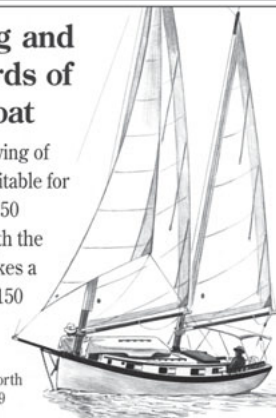 g and
rds of
oat
ving of
itable for
50
th the
kes a
150
orth
9